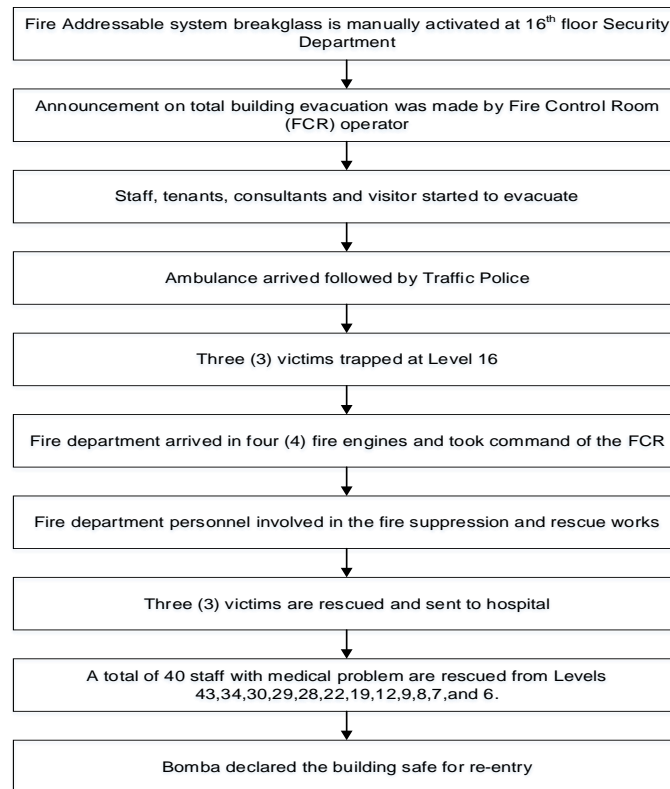 Fire Addressable system breakglass is manually activated at 16th floor Security
Department
Announcement on total building evacuation was made by Fire Control Room
(FCR) operator
Staff, tenants, consultants and visitor started to evacuate
Ambulance arrived followed by Traffic Police
Three (3) victims trapped at Level 16
Fire department arrived in four (4) fire engines and took command of the FCR
Fire department personnel involved in the fire suppression and rescue works
Three (3) victims are rescued and sent to hospital
A total of 40 staff with medical problem are rescued from Levels
43,34,30,29,28,22,19,12,9,8,7,and 6.
Bomba declared the building safe for re-entry